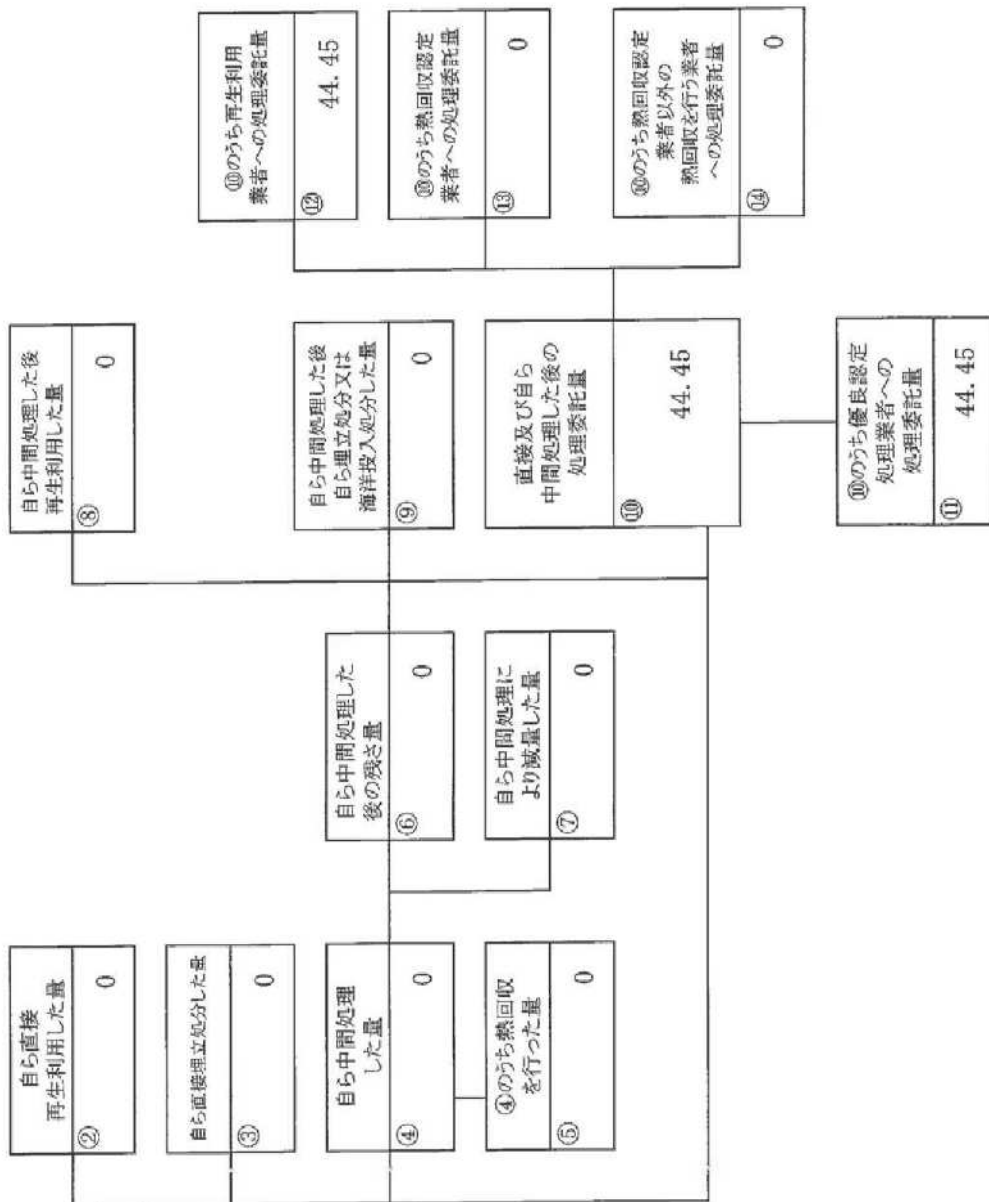 自ら直接
再生利用した量
②
0
自ら直接埋立処分した量
③
0
自ら中間処理
した量
④
0
④のうち熱回収
を行った量
⑤
0
自ら中間処理した
後の残さ量
⑥
0
自ら中間処理に
より減量した量
⑦
0
自ら中間処理した後
再生利用した量
⑧
0
自ら中間処理した後
自ら埋立処分又は
海洋投入処分した量
⑨
0
直接及び自ら
中間処理した後の
処理委託量
⑩
44.45
⑩のうち優良認定
処理業者への
処理委託量
⑪
44.45
⑩のうち再生利用
業者への処理委託量
⑫
44.45
⑩のうち熱回収認定
業者への処理委託量
⑬
0
⑩のうち熱回収認定
業者以外の
熱回収を行う業者
への処理委託量
⑭
0